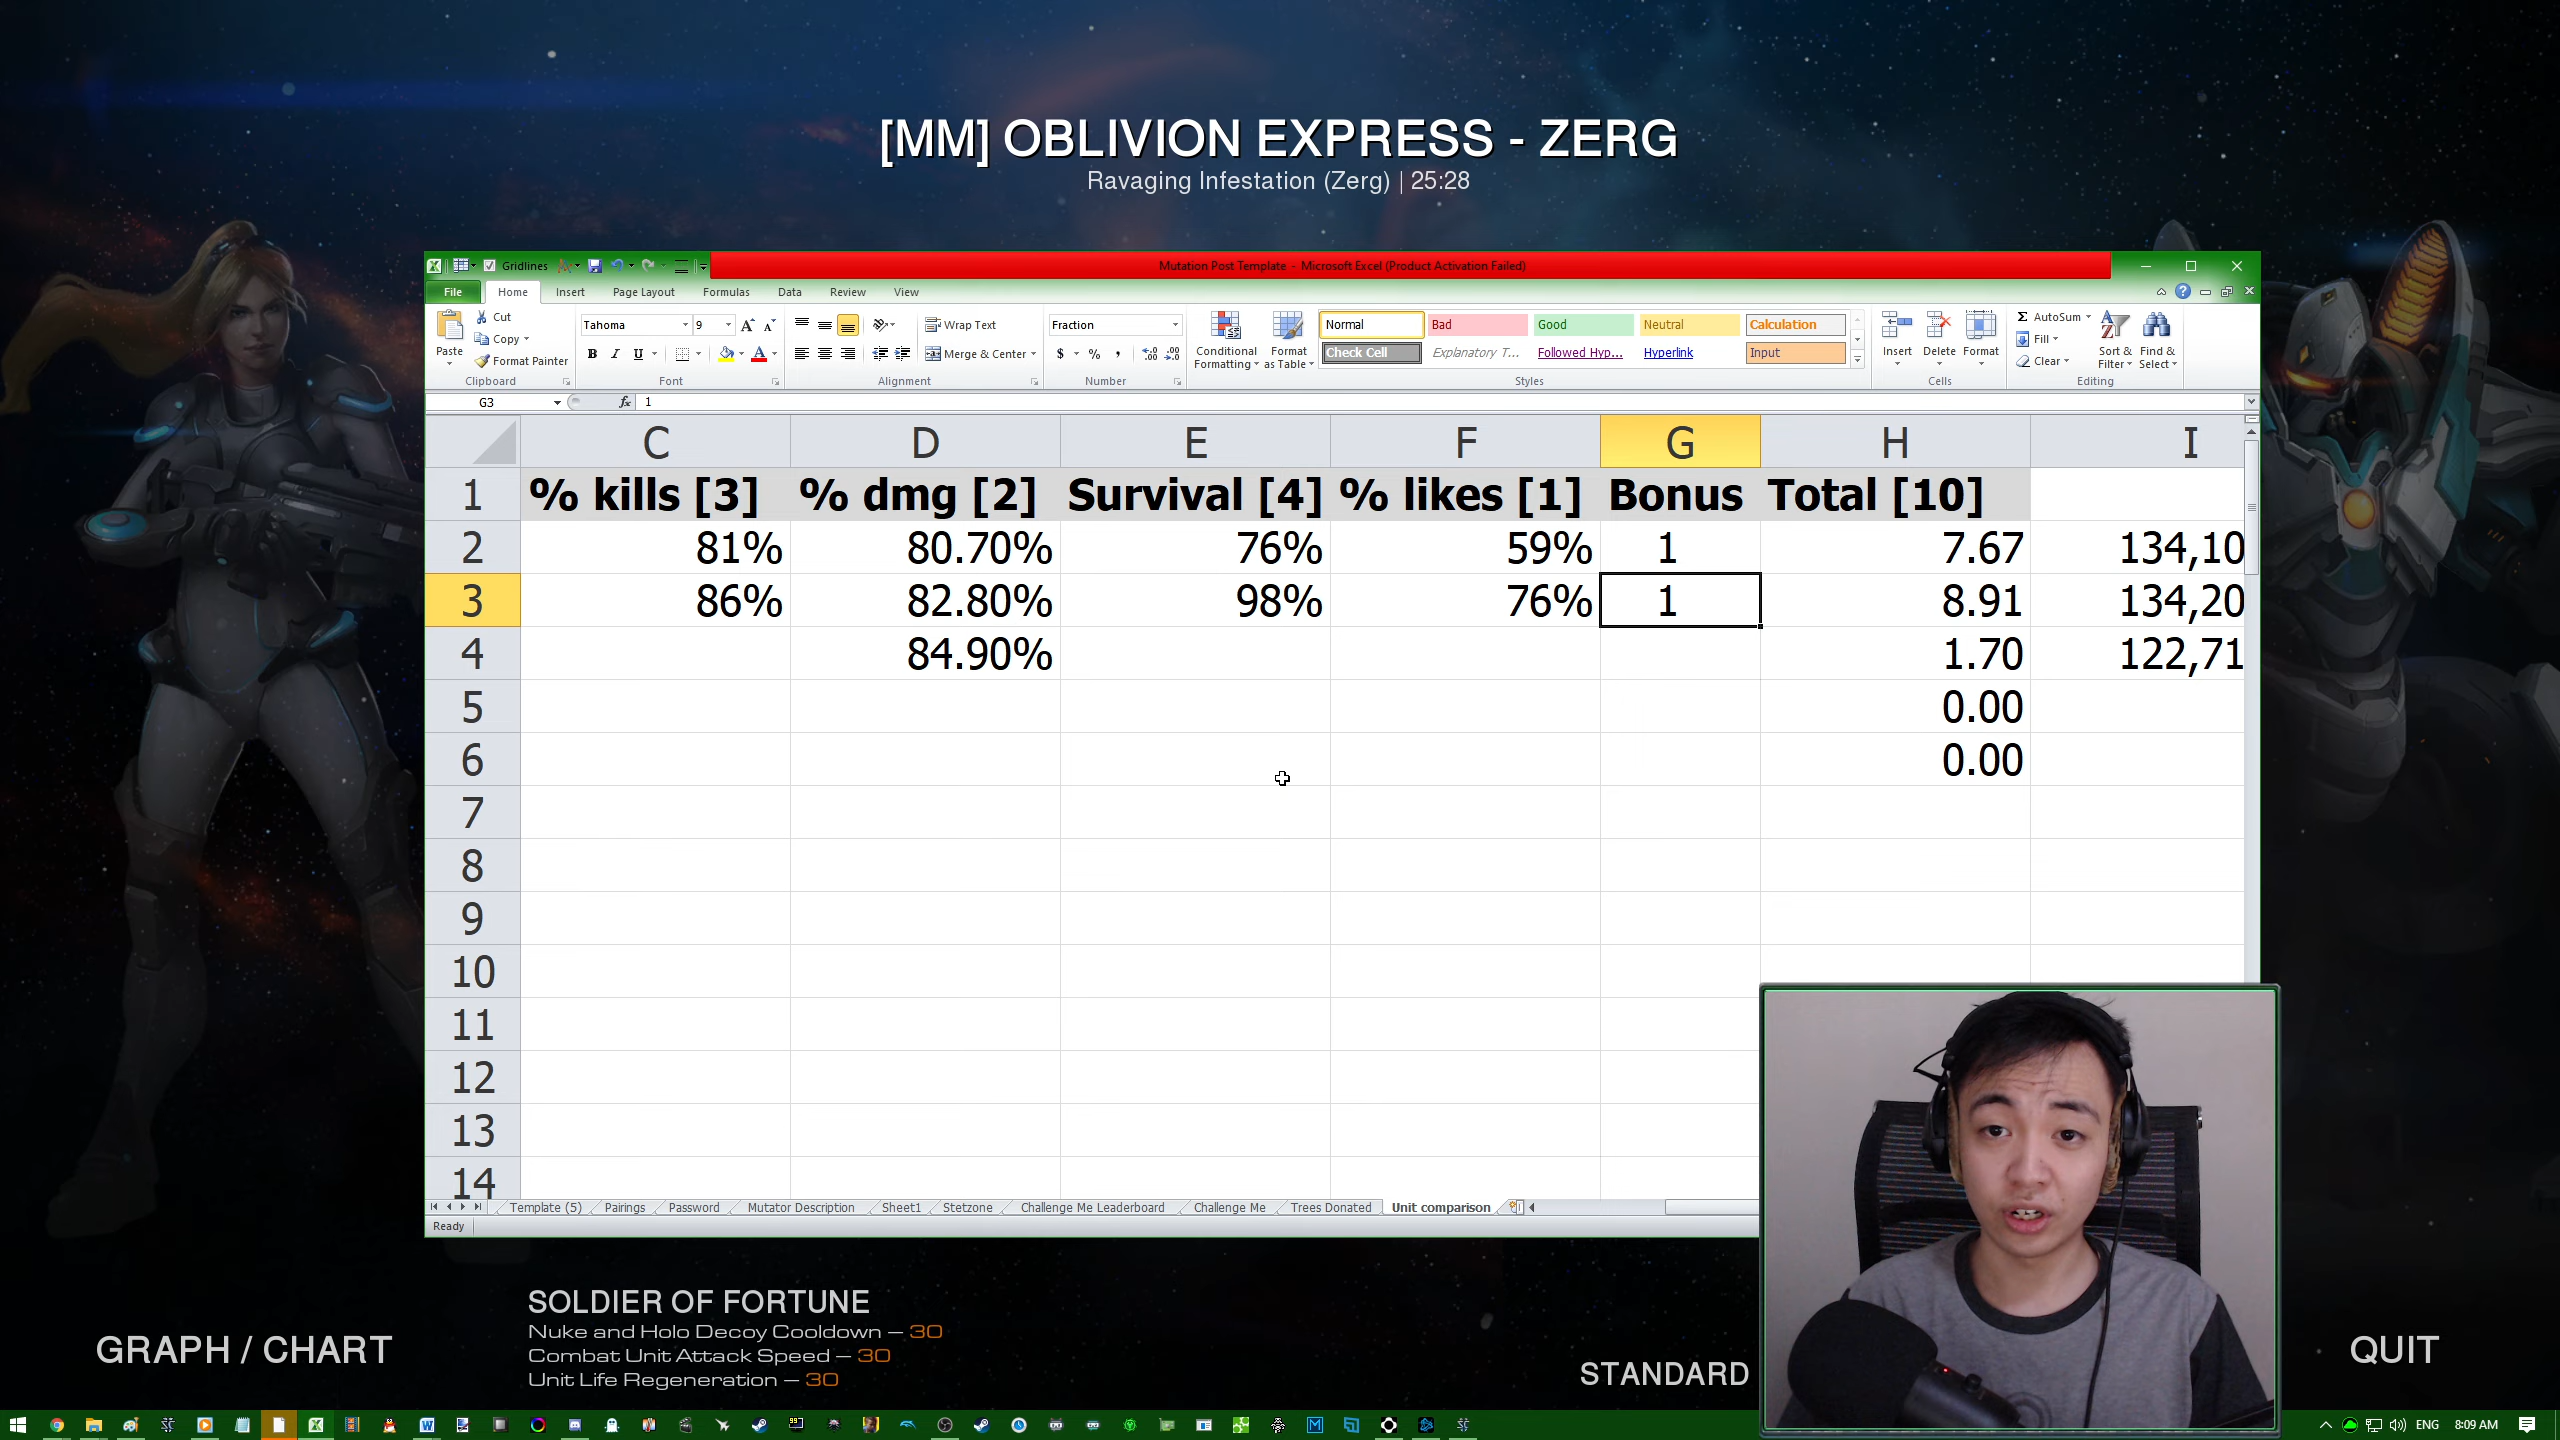 [MM] OBLIVION EXPRESS - ZERG
Ravaging Infestation (Zerg) | 25:28
Gridlines
Mutation Post Template - Microsoft Excel (Product Activation Failed)
File Home Insert Page Layout Formulas Data Review View
Paste
Cut
Copy
Format Painter
Clipboard
Tahoma 9
B I U
Font
Wrap Text
Merge & Center
Alignment
Fraction
$ % ,
Number
Conditional Formatting
Format as Table
Normal Bad Good Neutral Calculation
Check Cell Explanatory T... Followed Hyp... Hyperlink Input
Styles
Insert Delete Format
Cells
Σ AutoSum
Fill
Clear
Sort & Filter
Find & Select
Editing
G3 fx 1
C D E F G H I
1 % kills [3] % dmg [2] Survival [4] % likes [1] Bonus Total [10]
2 81% 80.70% 76% 59% 1 7.67 134,10
3 86% 82.80% 98% 76% 1 8.91 134,20
4 84.90% 1.70 122,71
5 0.00
6 0.00
7
8
9
10
11
12
13
14
Template (5) Pairings Password Mutator Description Sheet1 Stetzone Challenge Me Leaderboard Challenge Me Trees Donated Unit comparison
Ready
GRAPH / CHART
SOLDIER OF FORTUNE
Nuke and Holo Decoy Cooldown – 30
Combat Unit Attack Speed – 30
Unit Life Regeneration – 30
STANDARD
QUIT
ENG 8:09 AM